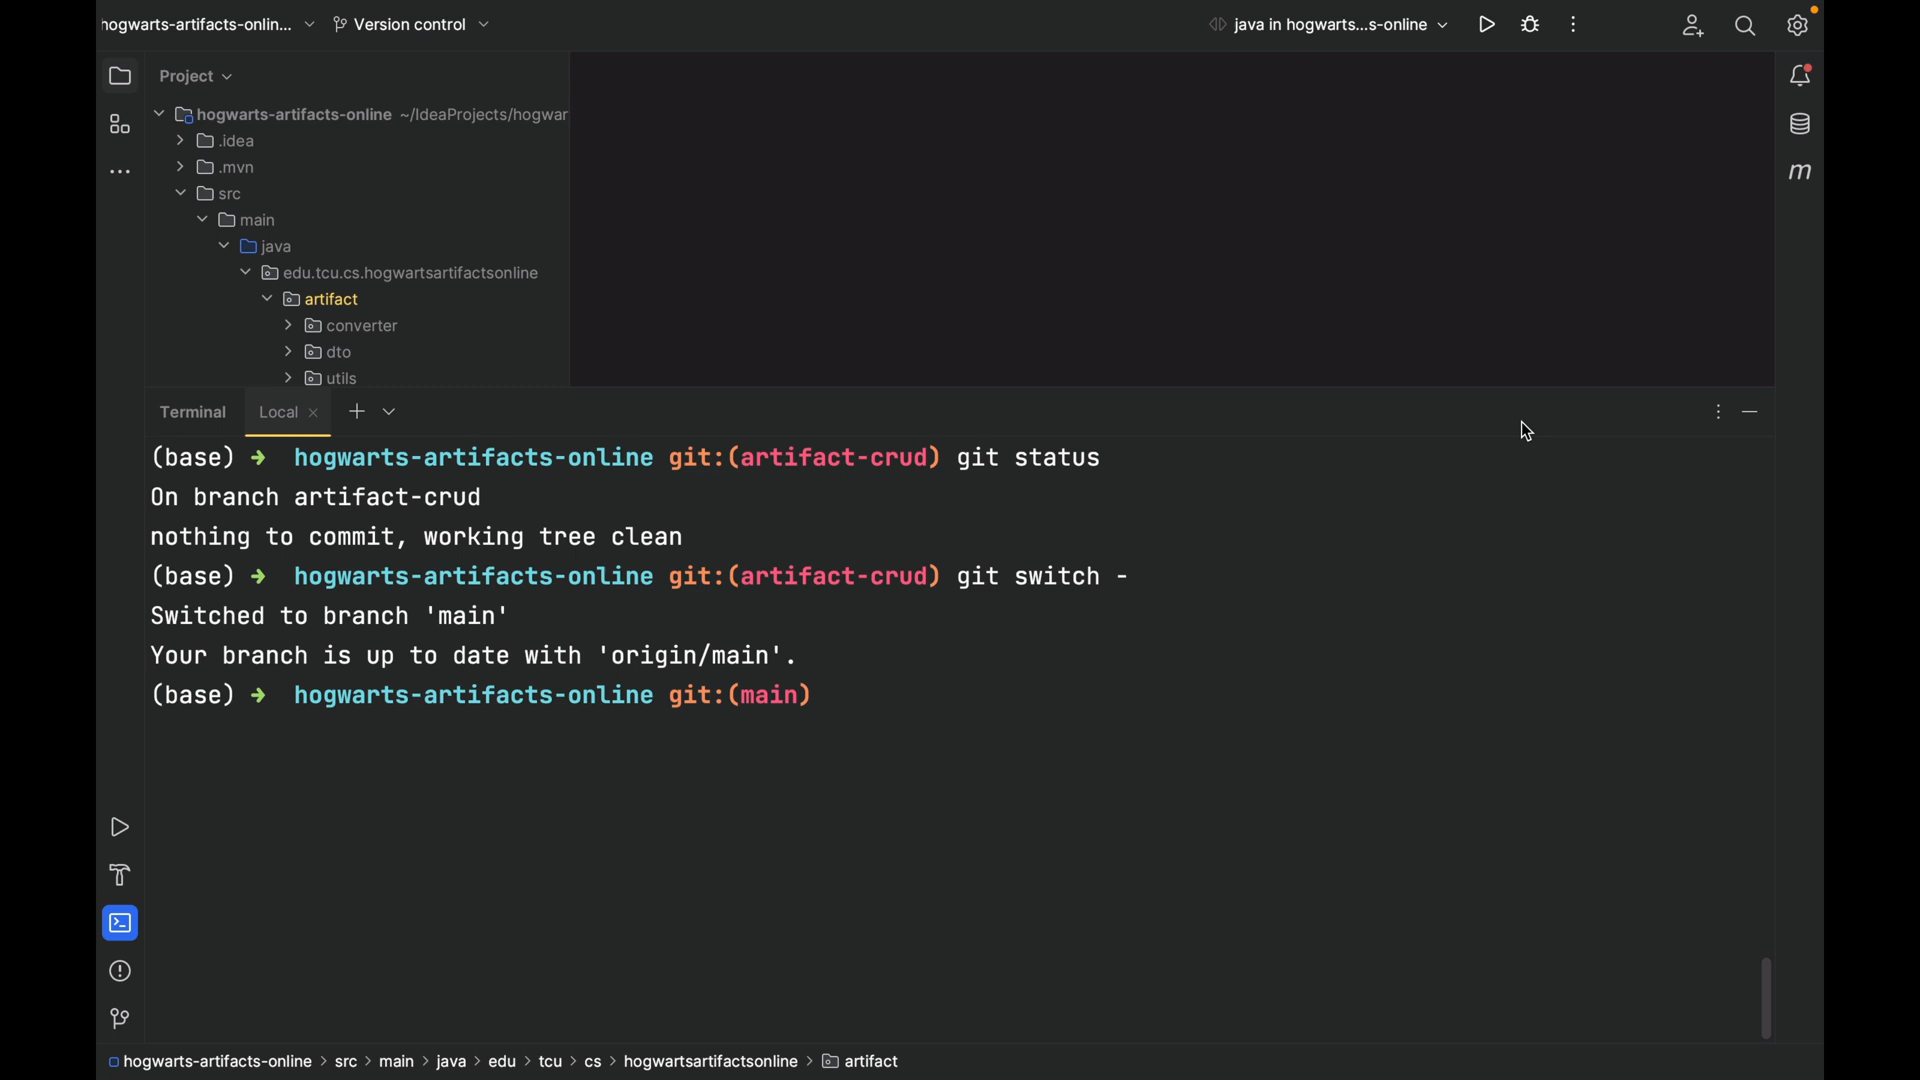 hogwarts-artifacts-onlin... Version control java in hogwarts...s-online
Project
hogwarts-artifacts-online ~/IdeaProjects/hogwar
.idea
.mvn
src
main
java
edu.tcu.cs.hogwartsartifactsonline
artifact
converter
dto
utils
m
Terminal Local
(base) ➜ hogwarts-artifacts-online git:(artifact-crud) git status
On branch artifact-crud
nothing to commit, working tree clean
(base) ➜ hogwarts-artifacts-online git:(artifact-crud) git switch -
Switched to branch 'main'
Your branch is up to date with 'origin/main'.
(base) ➜ hogwarts-artifacts-online git:(main)
hogwarts-artifacts-online > src > main > java > edu > tcu > cs > hogwartsartifactsonline > artifact